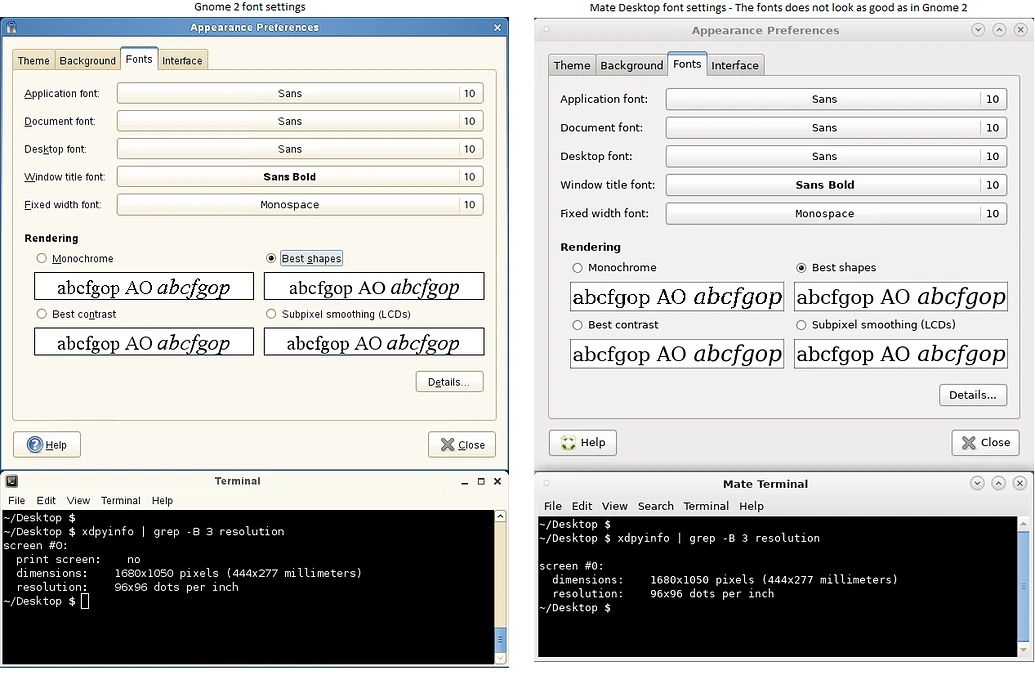 Gnome 2 font settings
Appearance Preferences
Theme Background Fonts Interface
Application font: Sans 10
Document font: Sans 10
Desktop font: Sans 10
Window title font: Sans Bold 10
Fixed width font: Monospace 10
Rendering
Monochrome Best shapes
abcfgop AO abcfgop abcfgop AO abcfgop
Best contrast Subpixel smoothing (LCDs)
abcfgop AO abcfgop abcfgop AO abcfgop
Details...
Help Close
Terminal
File Edit View Terminal Help
~/Desktop $
~/Desktop $ xdpyinfo | grep -B 3 resolution
screen #0:
print screen: no
dimensions: 1680x1050 pixels (444x277 millimeters)
resolution: 96x96 dots per inch
~/Desktop $
Mate Desktop font settings - The fonts does not look as good as in Gnome 2
Appearance Preferences
Theme Background Fonts Interface
Application font: Sans 10
Document font: Sans 10
Desktop font: Sans 10
Window title font: Sans Bold 10
Fixed width font: Monospace 10
Rendering
Monochrome Best shapes
abcfgop AO abcfgop abcfgop AO abcfgop
Best contrast Subpixel smoothing (LCDs)
abcfgop AO abcfgop abcfgop AO abcfgop
Details...
Help Close
Mate Terminal
File Edit View Search Terminal Help
~/Desktop $
~/Desktop $ xdpyinfo | grep -B 3 resolution
screen #0:
dimensions: 1680x1050 pixels (444x277 millimeters)
resolution: 96x96 dots per inch
~/Desktop $